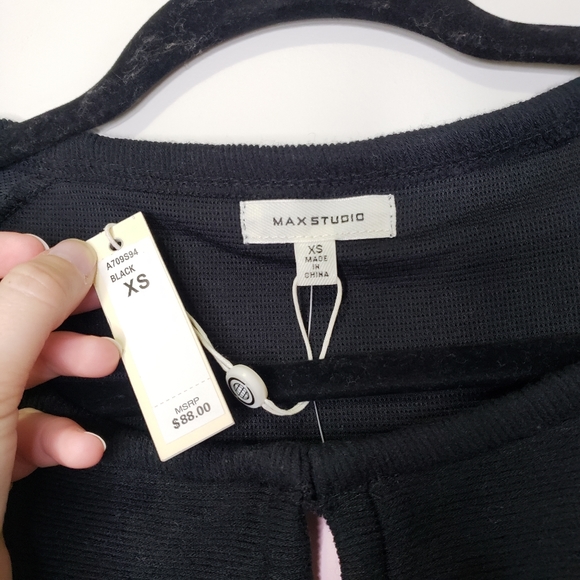 MAXSTUDIO
XS
MADE
IN
CHINA
A709S94
BLACK
XS
MSRP
$88.00